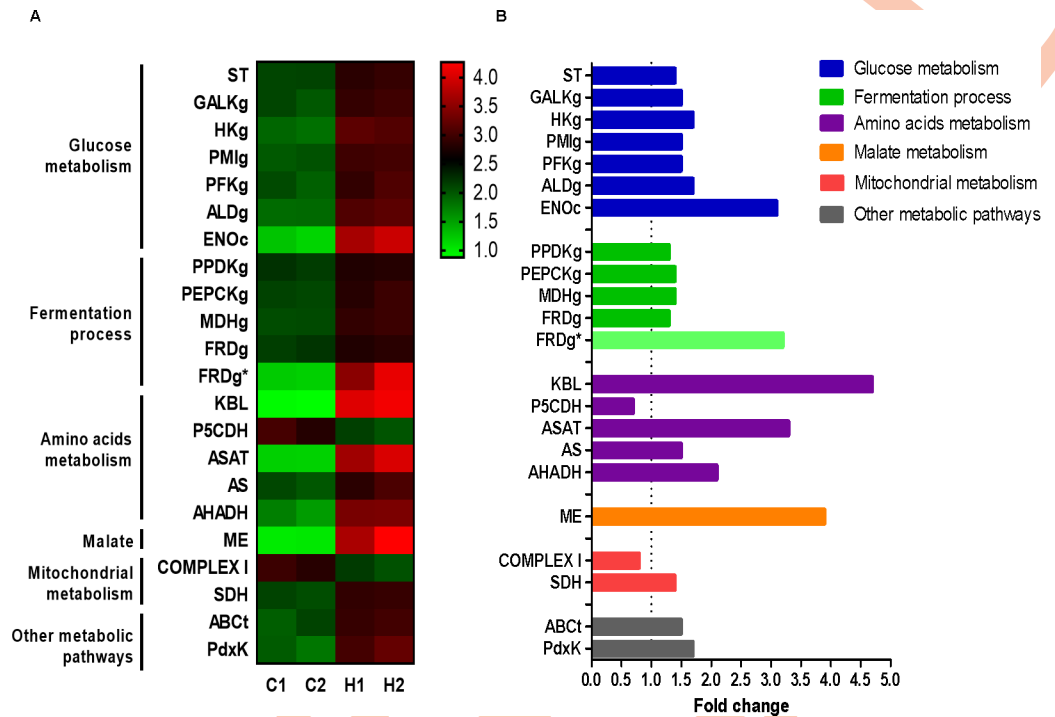 A
Glucose
metabolism
Fermentation
process
Amino acids
metabolism
Malate
Mitochondrial
metabolism
Other metabolic
pathways
ST
GALKg
HKg
PMIg
PFKg
ALDg
ENOc
PPDKg
PEPCKg
MDHg
FRDg
FRDg*
KBL
P5CDH
ASAT
AS
AHADH
ME
COMPLEX I
SDH
ABCt
PdxK
C1 C2 H1 H2
4.0
3.5
3.0
2.5
2.0
1.5
1.0
B
ST
GALKg
HKg
PMIg
PFKg
ALDg
ENOc
PPDKg
PEPCKg
MDHg
FRDg
FRDg*
KBL
P5CDH
ASAT
AS
AHADH
ME
COMPLEX I
SDH
ABCt
PdxK
0.0 0.5 1.0 1.5 2.0 2.5 3.0 3.5 4.0 4.5 5.0
Fold change
Glucose metabolism
Fermentation process
Amino acids metabolism
Malate metabolism
Mitochondrial metabolism
Other metabolic pathways